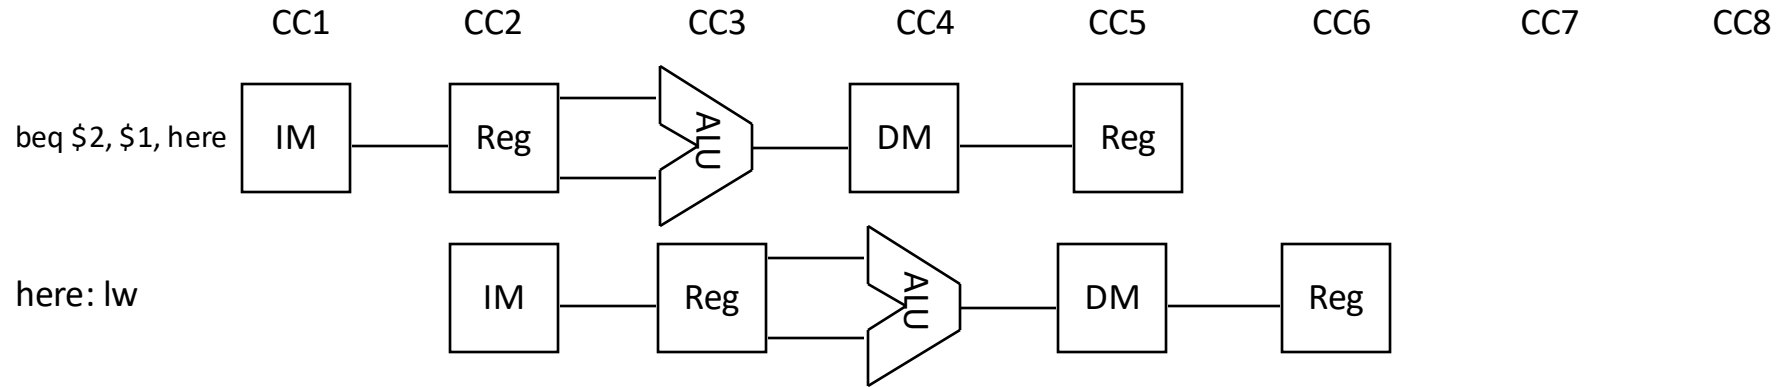 CC1 CC2 CC3 CC4 CC5 CC6 CC7 CC8
beq $2, $1, here IM Reg ALU DM Reg
here: lw IM Reg ALU DM Reg